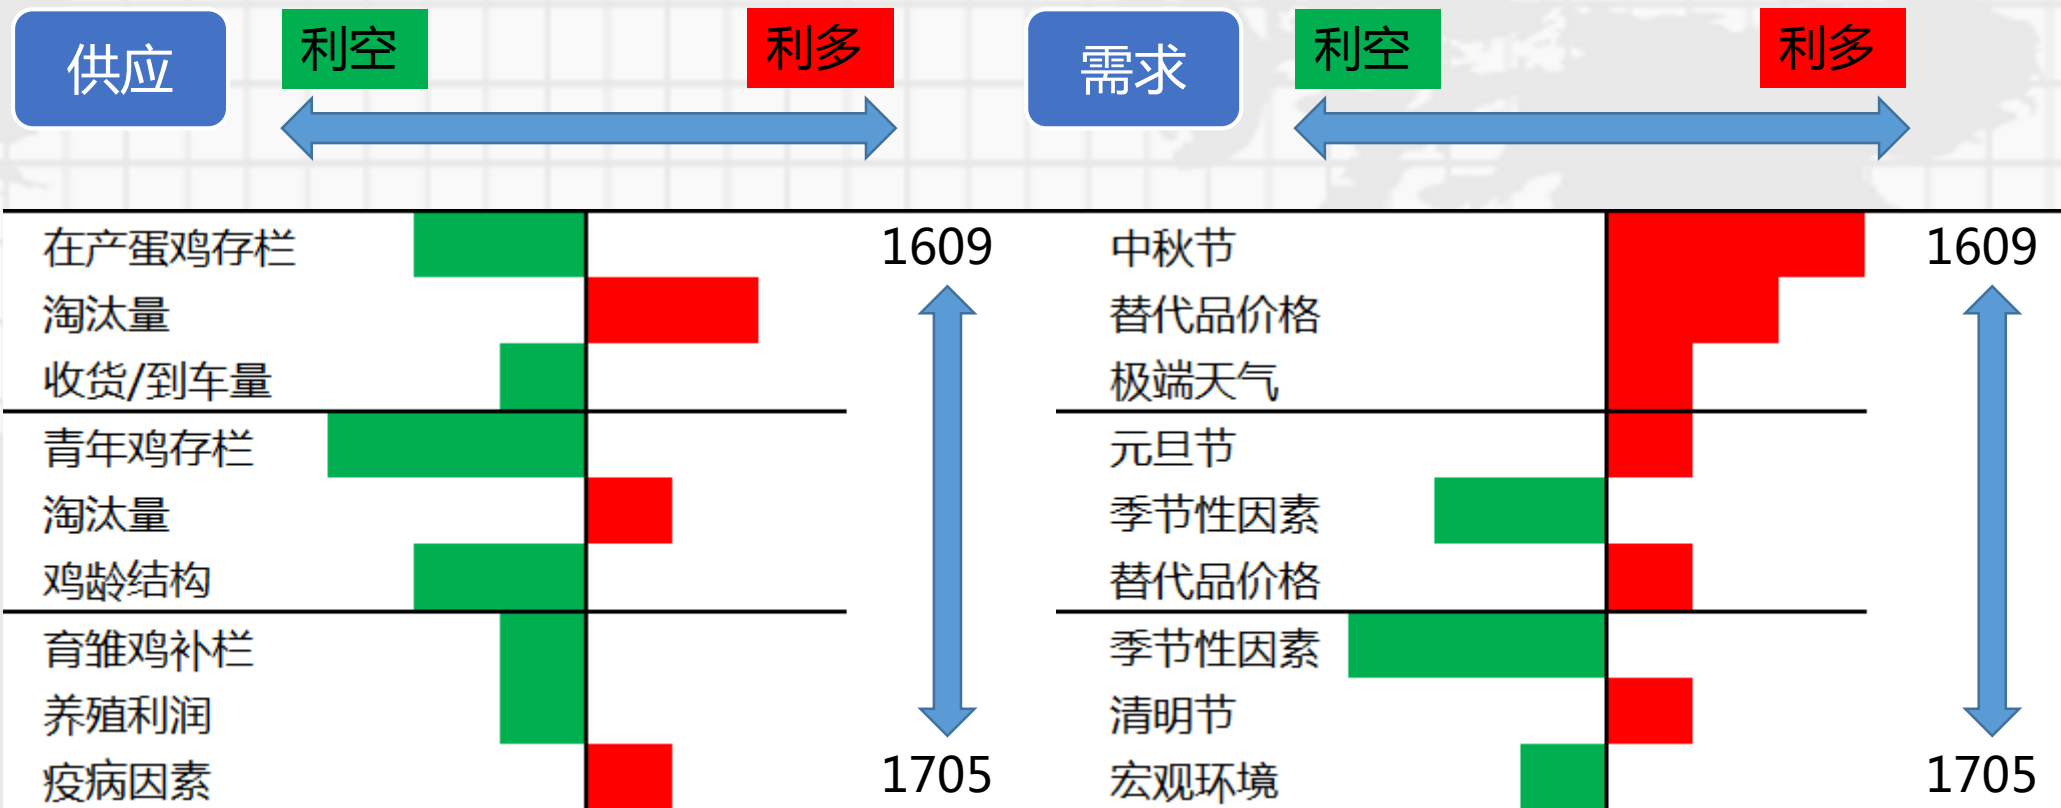 供应
利空
利多
需求
利空
利多
在产蛋鸡存栏
淘汰量
收货/到车量
青年鸡存栏
淘汰量
鸡龄结构
育雏鸡补栏
养殖利润
疫病因素
1609
1705
中秋节
替代品价格
极端天气
元旦节
季节性因素
替代品价格
季节性因素
清明节
宏观环境
1609
1705